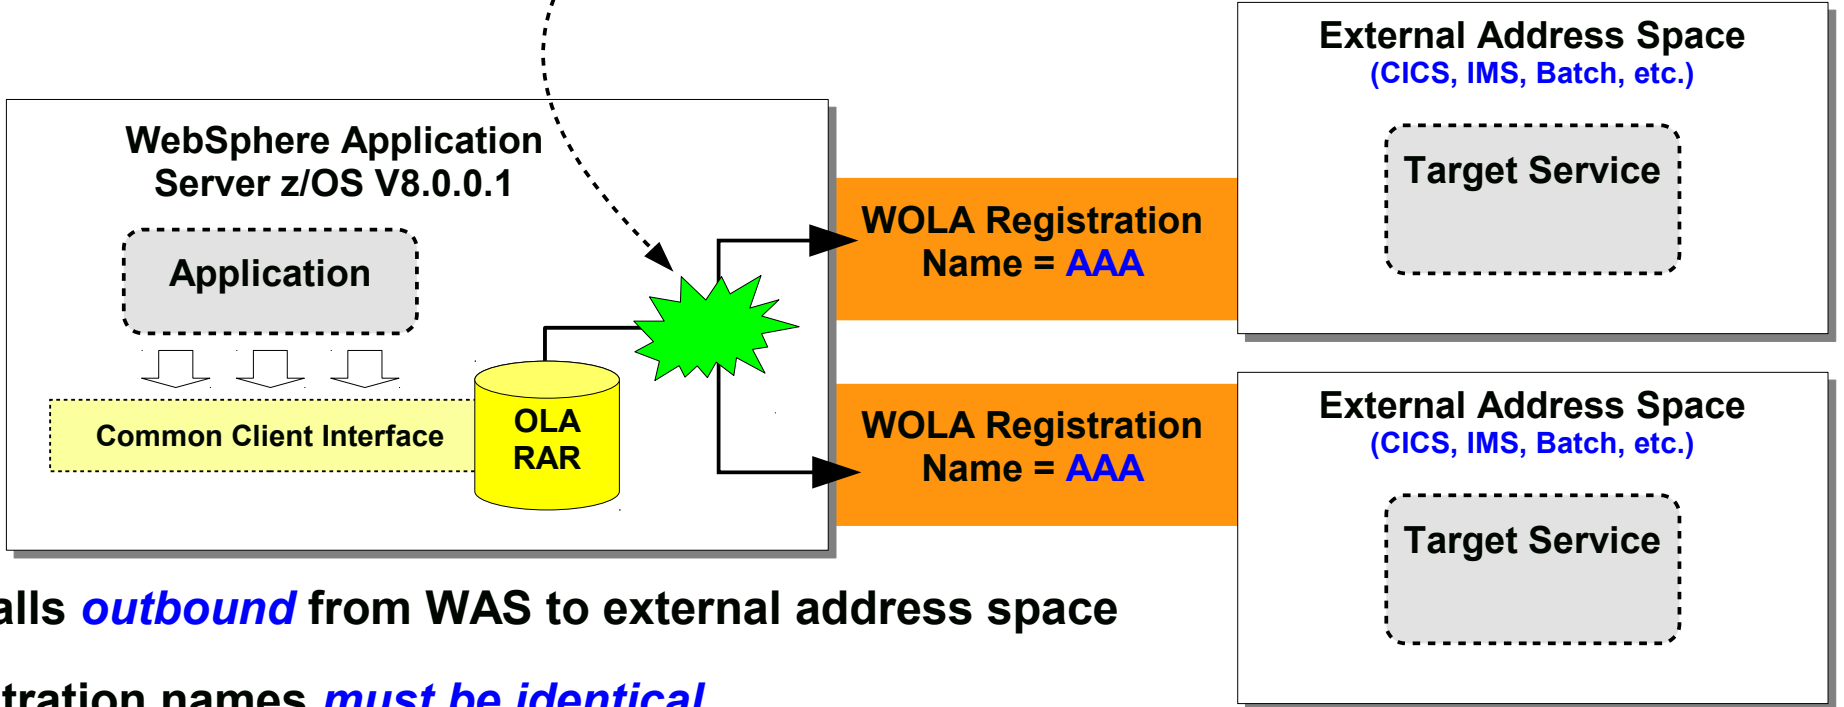 External Address Space
(CICS, IMS, Batch, etc.)
Target Service
WebSphere Application
Server z/OS V8.0.0.1
Application
Common Client Interface
OLA
RAR
WOLA Registration
Name = AAA
WOLA Registration
Name = AAA
External Address Space
(CICS, IMS, Batch, etc.)
Target Service
outbound from WAS to external address space
names must be identical